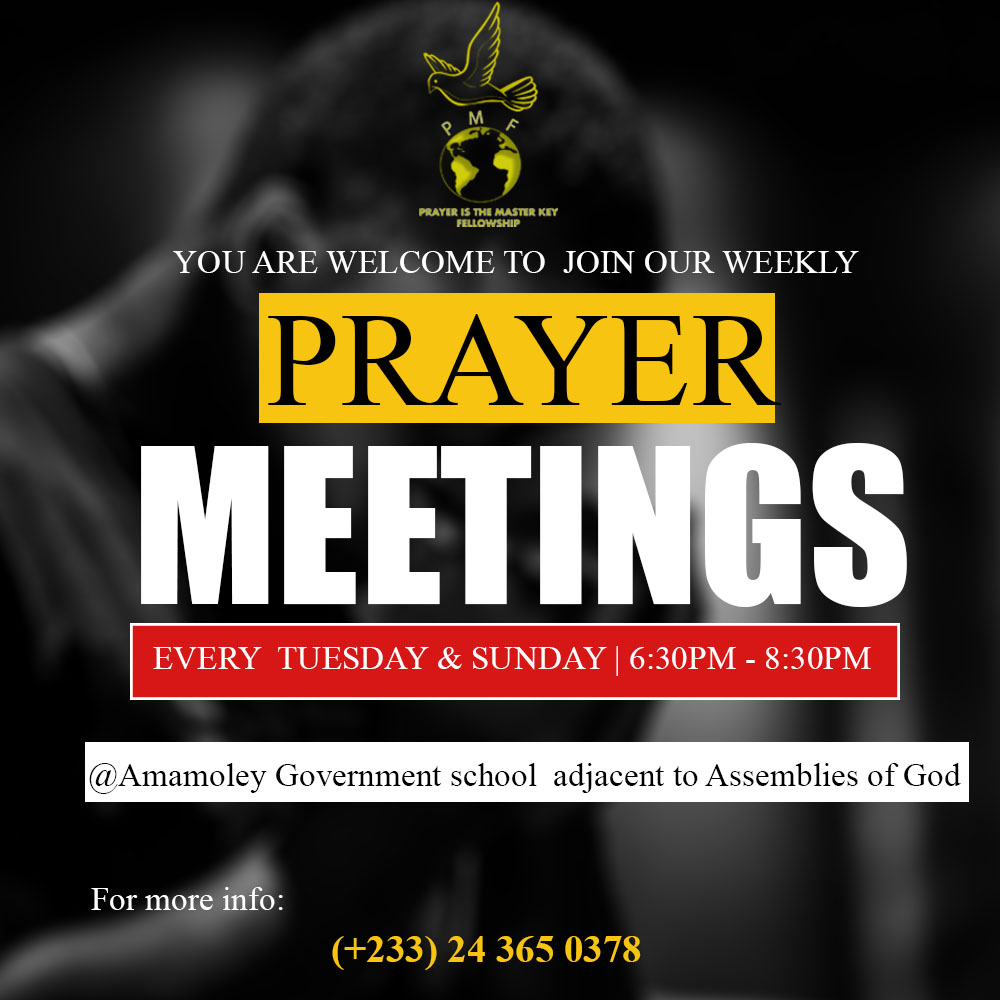 P M F
PRAYER IS THE MASTER KEY
FELLOWSHIP
YOU ARE WELCOME TO JOIN OUR WEEKLY
PRAYER
MEETINGS
EVERY TUESDAY & SUNDAY | 6:30PM - 8:30PM
@Amamoley Government school adjacent to Assemblies of God
For more info:
(+233) 24 365 0378